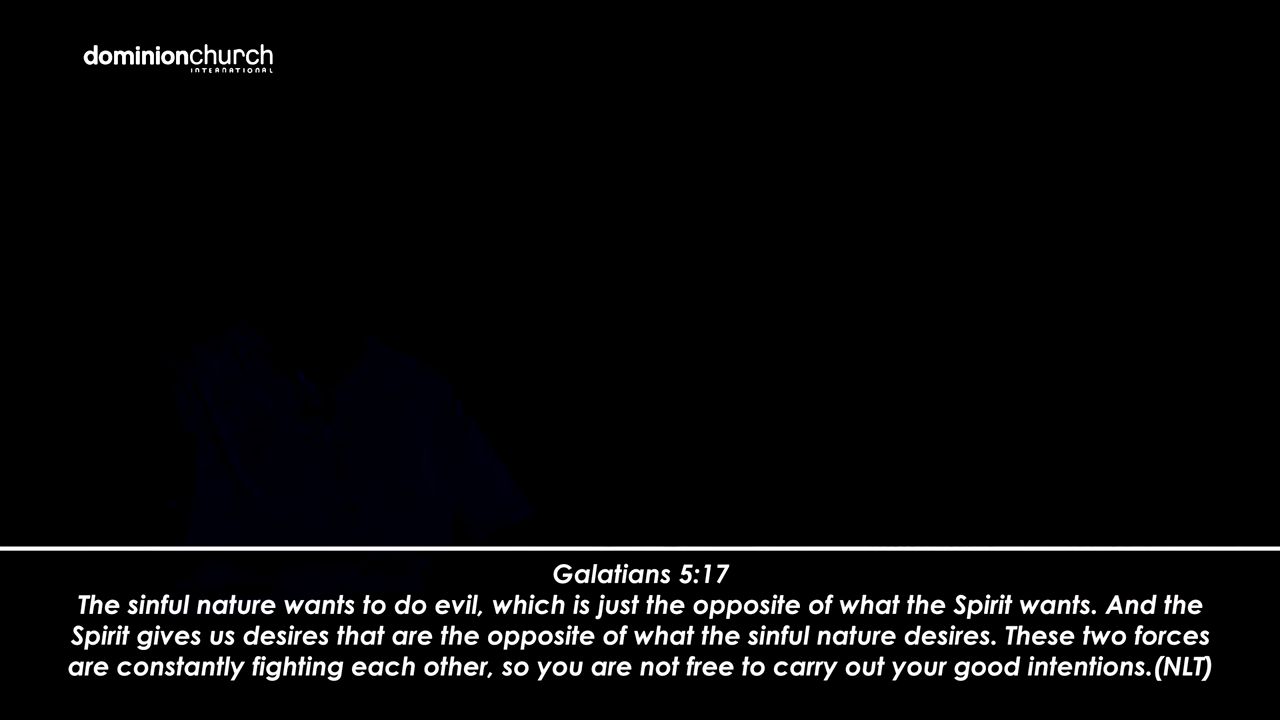 dominionchurch
INTERNATIONAL
Galatians 5:17
The sinful nature wants to do evil, which is just the opposite of what the Spirit wants. And the
Spirit gives us desires that are the opposite of what the sinful nature desires. These two forces
are constantly fighting each other, so you are not free to carry out your good intentions.(NLT)